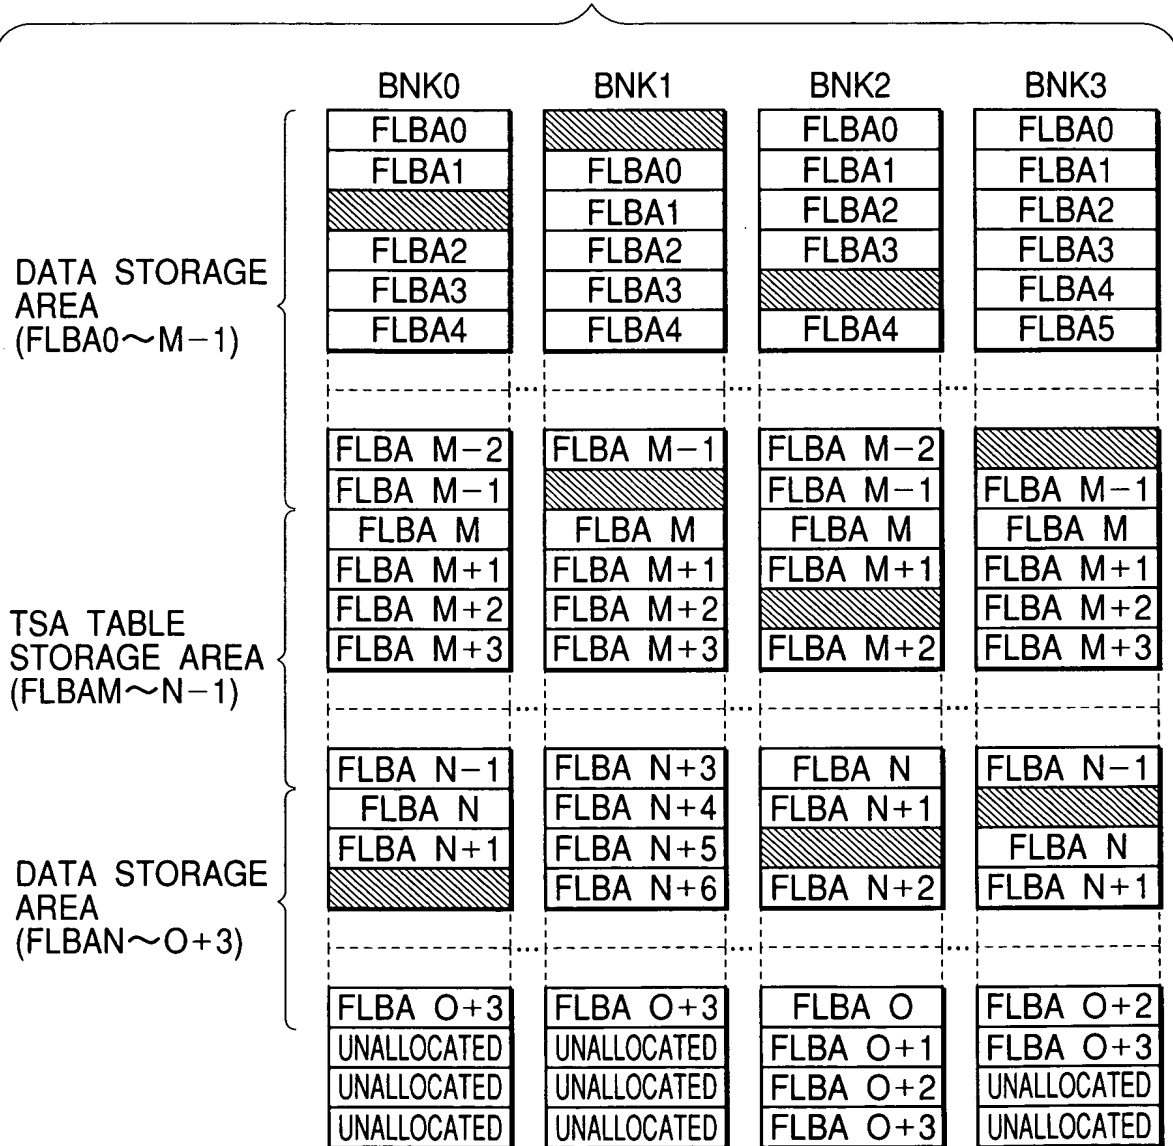 BNK0 BNK1 BNK2 BNK3
FLBA0 FLBA0 FLBA0
FLBA1 FLBA0 FLBA1 FLBA1
FLBA1 FLBA2 FLBA2
FLBA2 FLBA2 FLBA3 FLBA3
FLBA3 FLBA3 FLBA4
FLBA4 FLBA4 FLBA4 FLBA5
DATA STORAGE
AREA
(FLBA0~M-1)
... ... ...
FLBA M-2 FLBA M-1 FLBA M-2
FLBA M-1 FLBA M-1 FLBA M-1
FLBA M FLBA M FLBA M FLBA M
FLBA M+1 FLBA M+1 FLBA M+1 FLBA M+1
FLBA M+2 FLBA M+2 FLBA M+2
FLBA M+3 FLBA M+3 FLBA M+2 FLBA M+3
TSA TABLE
STORAGE AREA
(FLBAM~N-1)
... ... ...
FLBA N-1 FLBA N+3 FLBA N FLBA N-1
FLBA N FLBA N+4 FLBA N+1
FLBA N+1 FLBA N+5 FLBA N
FLBA N+6 FLBA N+2 FLBA N+1
DATA STORAGE
AREA
(FLBAN~O+3)
... ... ...
FLBA O+3 FLBA O+3 FLBA O FLBA O+2
UNALLOCATED UNALLOCATED FLBA O+1 FLBA O+3
UNALLOCATED UNALLOCATED FLBA O+2 UNALLOCATED
UNALLOCATED UNALLOCATED FLBA O+3 UNALLOCATED